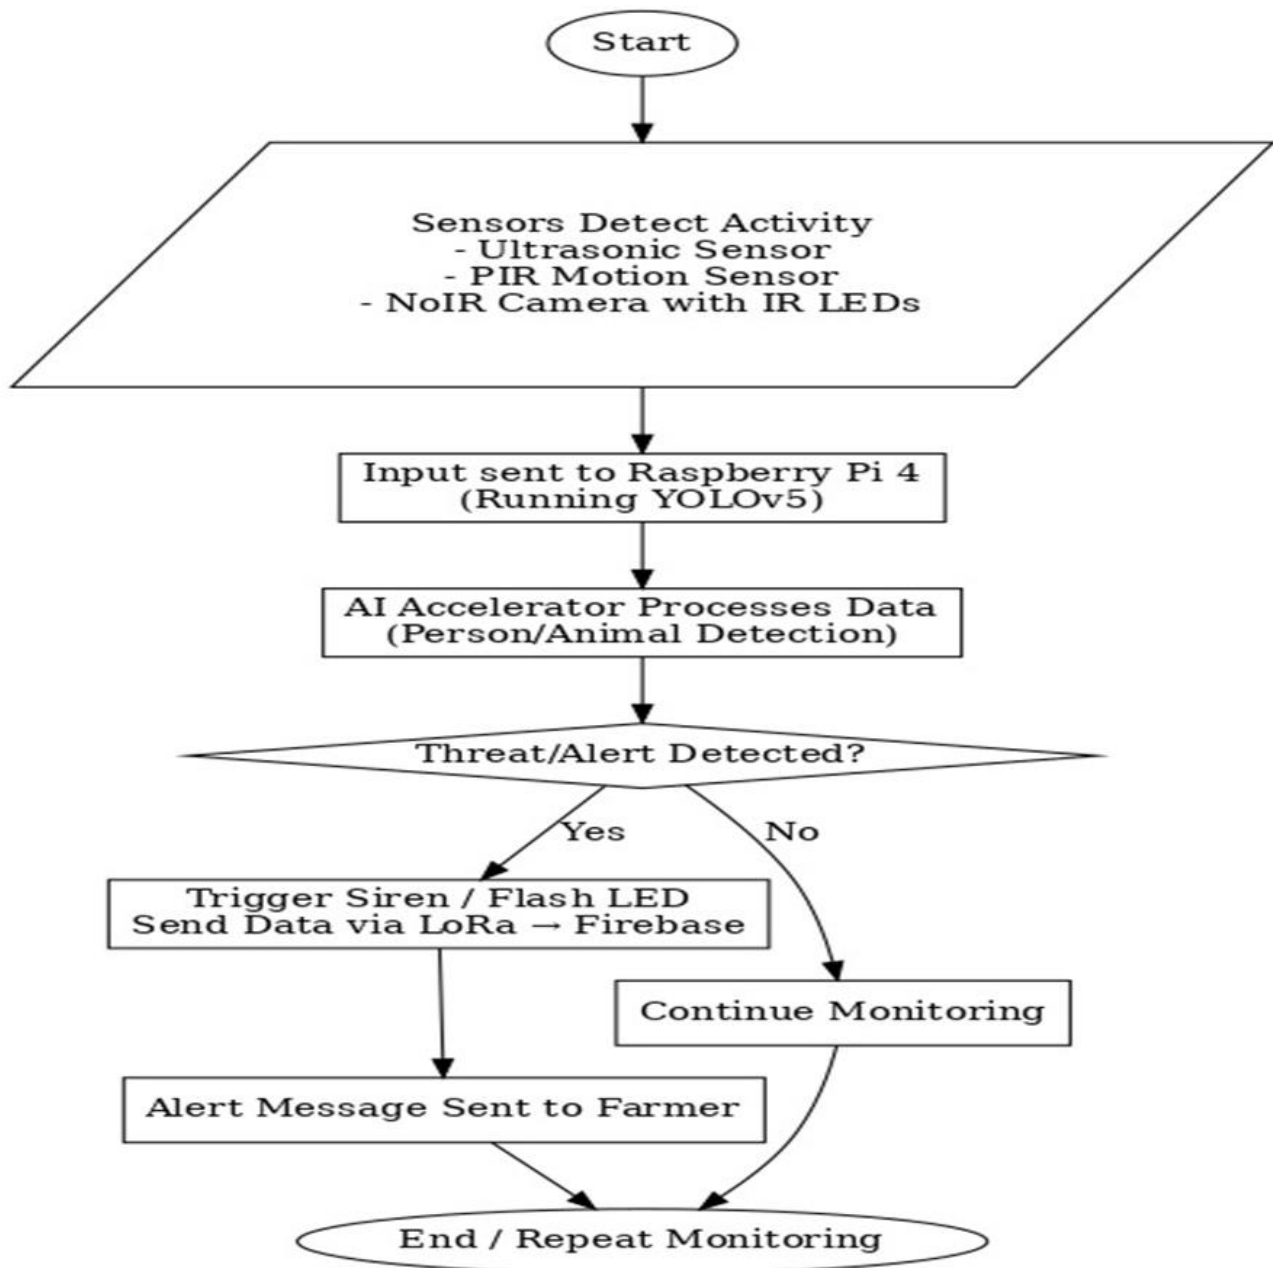 Start
Sensors Detect Activity
- Ultrasonic Sensor
- PIR Motion Sensor
- NoIR Camera with IR LEDs
Input sent to Raspberry Pi 4
(Running YOLOv5)
AI Accelerator Processes Data
(Person/Animal Detection)
Threat/Alert Detected?
Yes
No
Trigger Siren / Flash LED
Send Data via LoRa → Firebase
Continue Monitoring
Alert Message Sent to Farmer
End / Repeat Monitoring